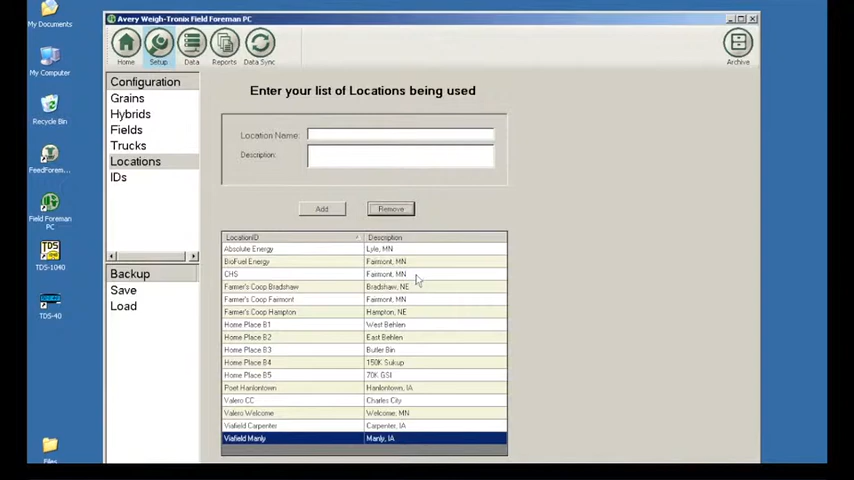 My Documents
My Computer
Recycle Bin
FeedForem...
Field Foreman
PC
TDS
TDS-1040
TDS-40
Files
Avery Weigh-Tronix Field Foreman PC
Home
Setup
Data
Reports
Data Sync
Archive
Configuration
Grains
Hybrids
Fields
Trucks
Locations
IDs
Backup
Save
Load
Enter your list of Locations being used
Location Name:
Description:
Add
Remove
LocationID Description
Absolute Energy Lyle, MN
BioFuel Energy Fairmont, MN
CHS Fairmont, MN
Farmer's Coop Bradshaw Bradshaw, NE
Farmer's Coop Fairmont Fairmont, MN
Farmer's Coop Hampton Hampton, NE
Home Place B1 West Behlen
Home Place B2 East Behlen
Home Place B3 Butler Bin
Home Place B4 150K Sukup
Home Place B5 70K GSI
Poet Hanlontown Hanlontown, IA
Valero CC Charles City
Valero Welcome Welcome, MN
Viafield Carpenter Carpenter, IA
Viafield Manly Manly, IA